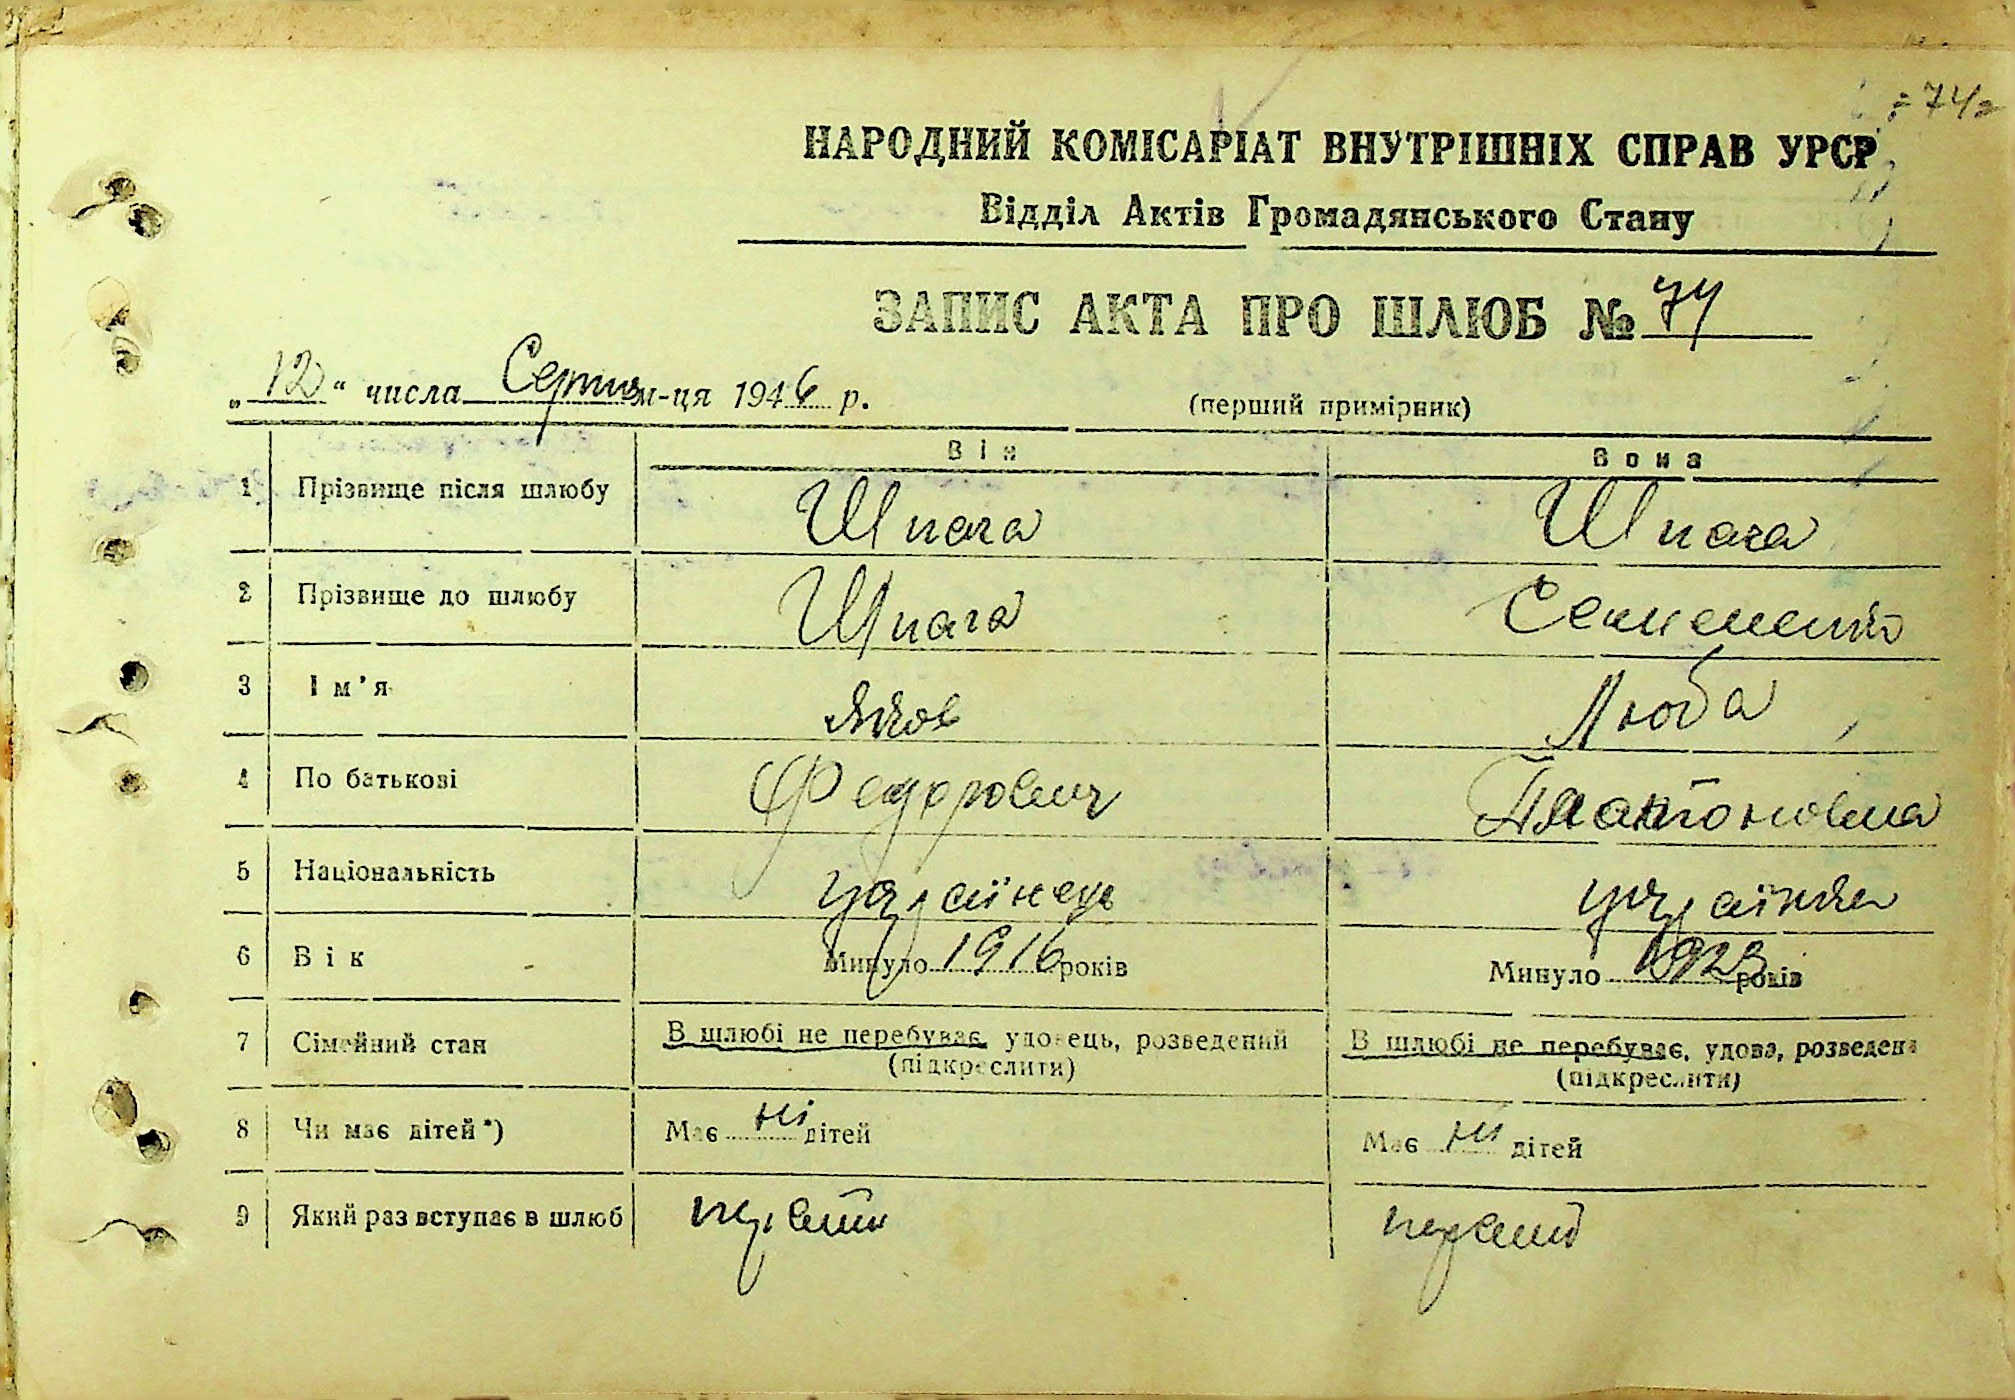 74
НАРОДНИЙ КОМІСАРІАТ ВНУТРІШНІХ СПРАВ УРСР
Відділ Актів Громадянського Стану
ЗАПИС АКТА ПРО ШЛЮБ № 74
„12“ числа Серпня м-ця 1946 р. (перший примірник)
Він Вона
1 Прізвище після шлюбу Шпага Шпага
2 Прізвище до шлюбу Шпага Семененко
3 Ім'я Яков Люба
4 По батькові Федорович Платоновна
5 Національність українець українка
6 Вік Минуло 1916 років Минуло 1923 років
7 Сімейний стан В шлюбі не перебуває, удовець, розведений В шлюбі не перебуває, удова, розведена
(підкреслити) (підкреслити)
8 Чи має дітей*) Має ні дітей Має ні дітей
9 Який раз вступає в шлюб перший перший